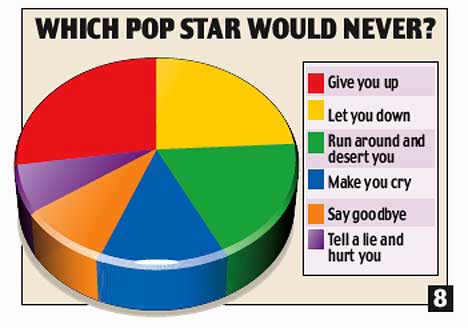 WHICH POP STAR WOULD NEVER?
Give you up
Let you down
Run around and
desert you
Make you cry
Say goodbye
Tell a lie and
hurt you
8